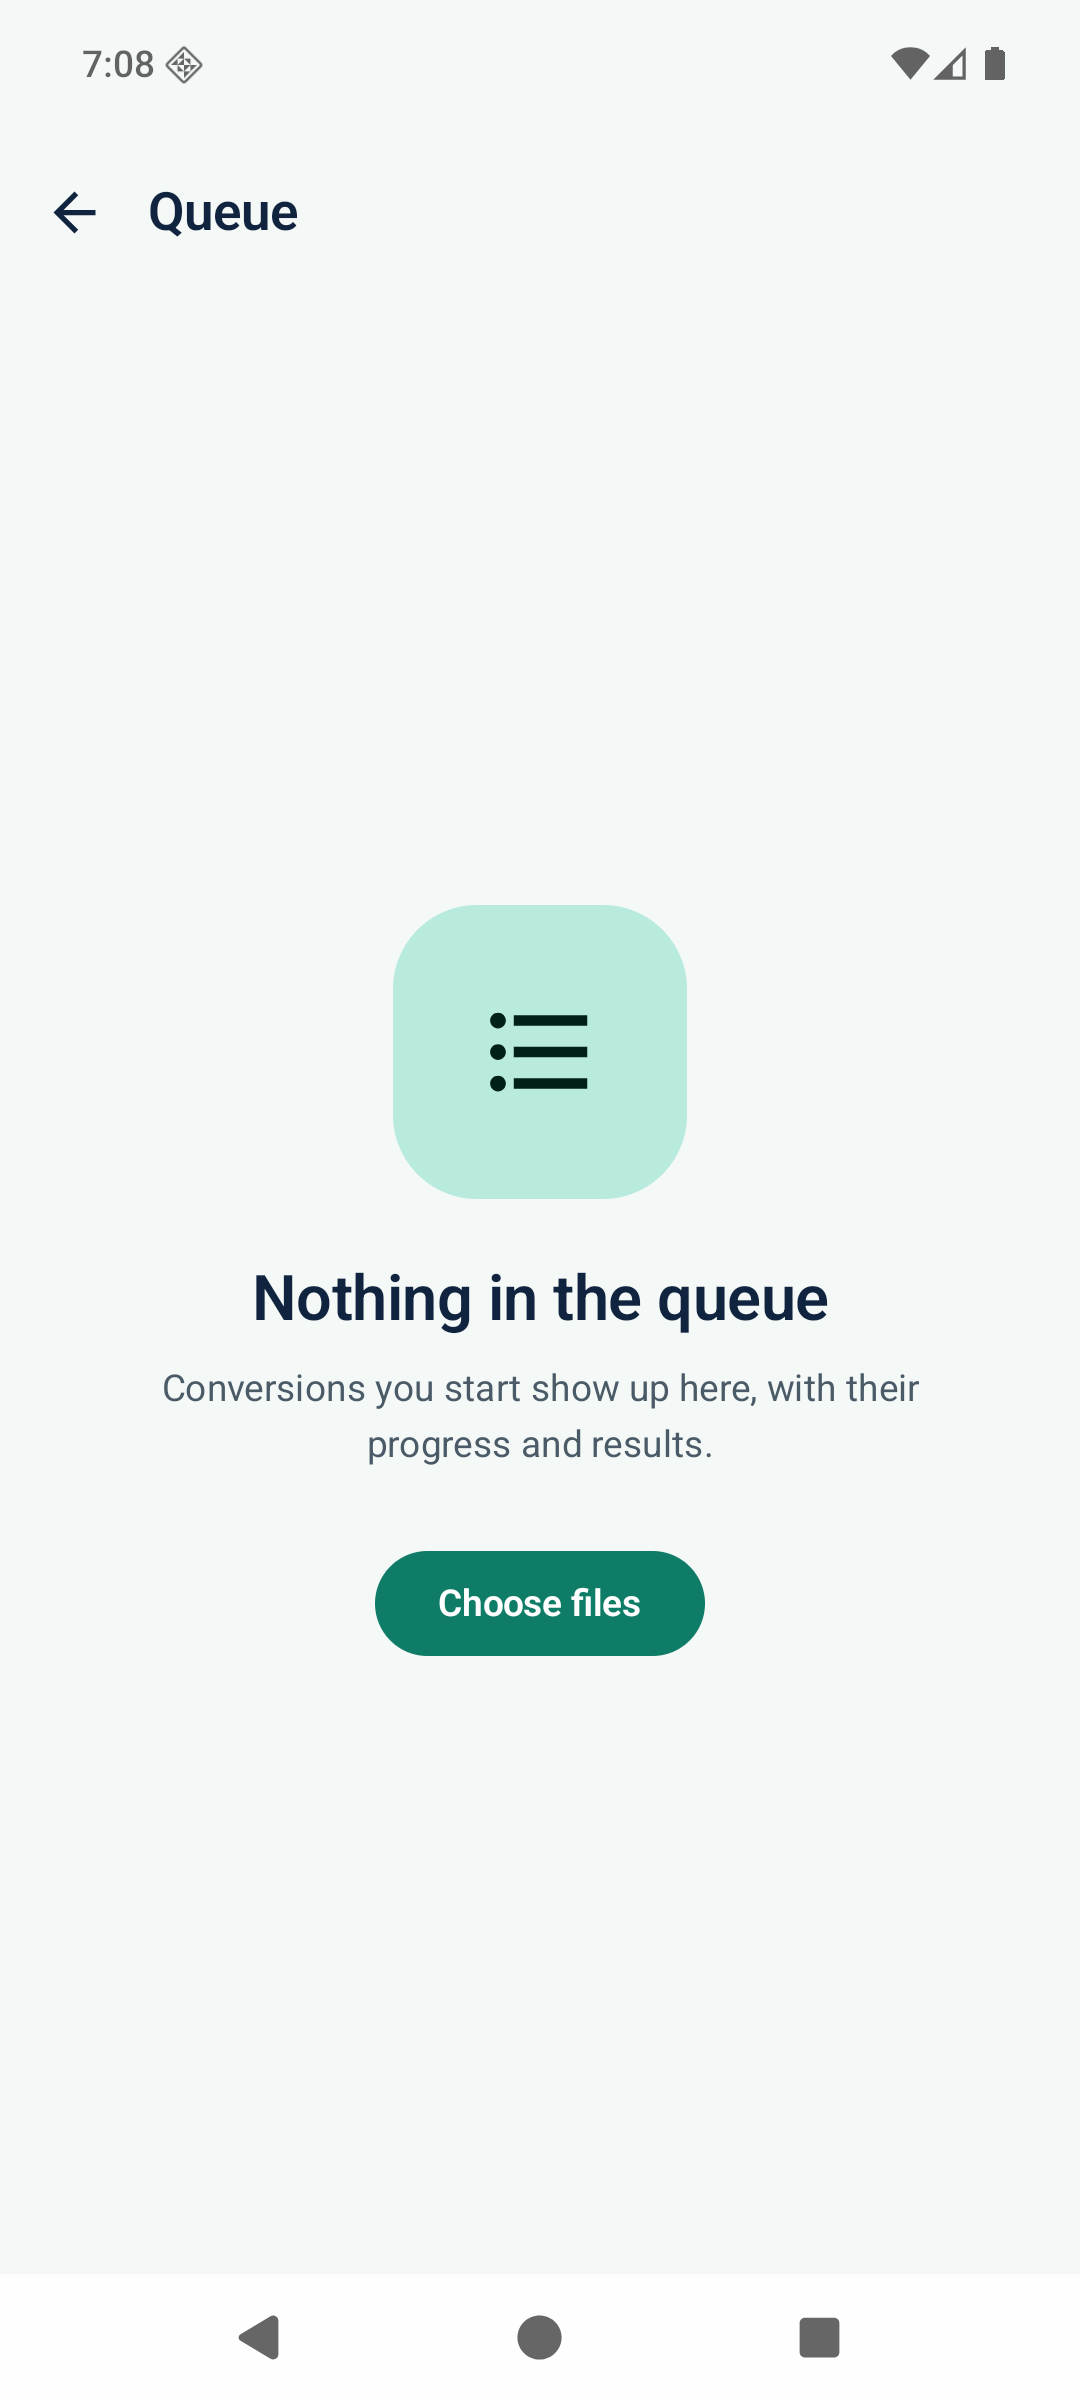 7:08
Queue
Nothing in the queue
Conversions you start show up here, with their
progress and results.
Choose files